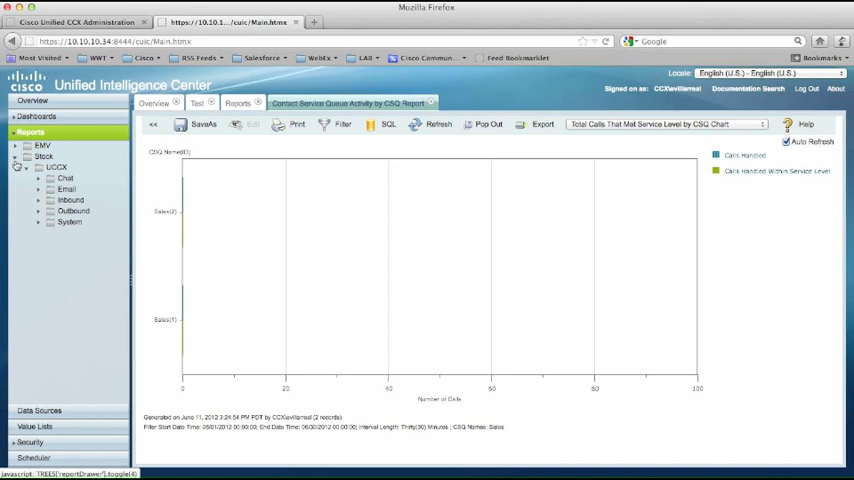 Mozilla Firefox
Cisco Unified CCX Administration
https://10.10.1... /cuic/Main.htmx
https://10.10.10.34:8444/cuic/Main.htmx
Google
Most Visited
WWT
Cisco
RSS Feeds
Salesforce
WebEx
LAB
Cisco Commun...
Feed Bookmarklet
Bookmarks
CISCO
Unified Intelligence Center
Locale: English (U.S.) - English (U.S.)
Signed on as: CCX\evillarreal Documentation Search Log Out About
Overview
Dashboards
Reports
EMV
Stock
UCCX
Chat
Email
Inbound
Outbound
System
Data Sources
Value Lists
Security
Scheduler
Overview
Test
Reports
Contact Service Queue Activity by CSQ Report
<<
SaveAs
Edit
Print
Filter
SQL
Refresh
Pop Out
Export
Total Calls That Met Service Level by CSQ Chart
Help
Auto Refresh
CSQ Name(ID)
Sales(2)
Sales(1)
0 20 40 60 80 100
Number of Calls
Calls Handled
Calls Handled Within Service Level
Generated on June 11, 2012 3:24:54 PM PDT by CCX\evillarreal (2 records).
Filter Start Date Time: 06/01/2012 00:00:00; End Date Time: 06/30/2012 00:00:00; Interval Length: Thirty(30) Minutes ; CSQ Names: Sales
javascript: TREES['reportDrawer'].toggle(4)